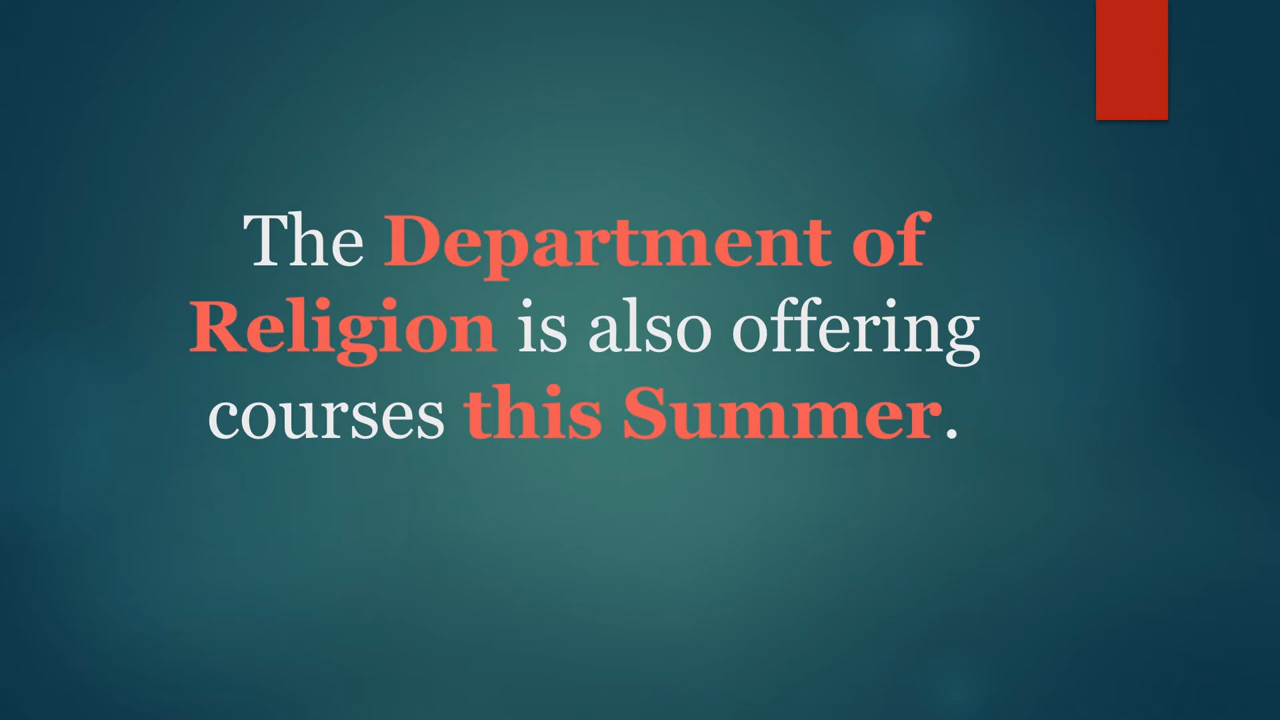 The Department of
Religion is also offering
courses this Summer.